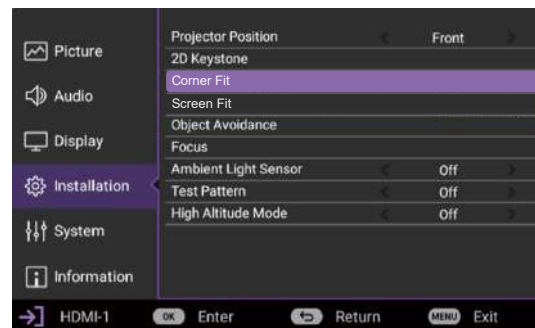 Picture
Audio
Display
Installation
System
Information
Projector Position Front
2D Keystone
Corner Fit
Screen Fit
Object Avoidance
Focus
Ambient Light Sensor Off
Test Pattern Off
High Altitude Mode Off
HDMI-1 OK Enter Return MENU Exit